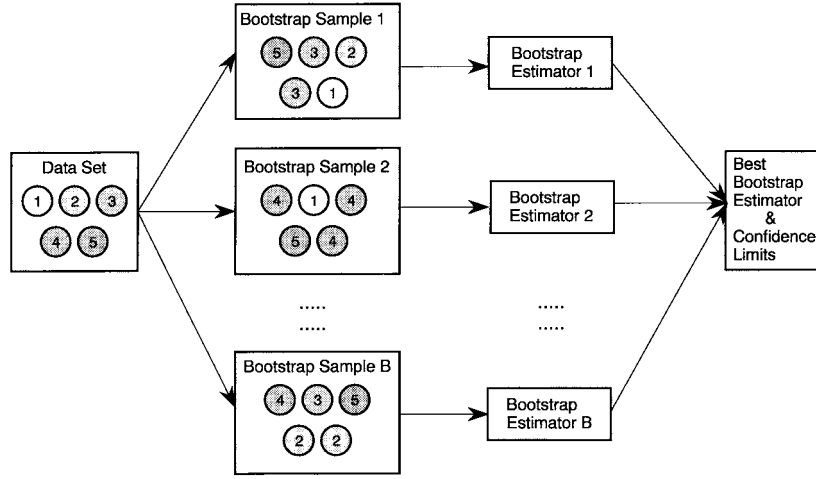 Bootstrap Sample 1
5 3 2
3 1
Bootstrap
Estimator 1
Data Set
1 2 3
4 5
Bootstrap Sample 2
4 1 4
5 4
Bootstrap
Estimator 2
Best
Bootstrap
Estimator
&
Confidence
Limits
..... .....
..... .....
Bootstrap Sample B
4 3 5
2 2
Bootstrap
Estimator B